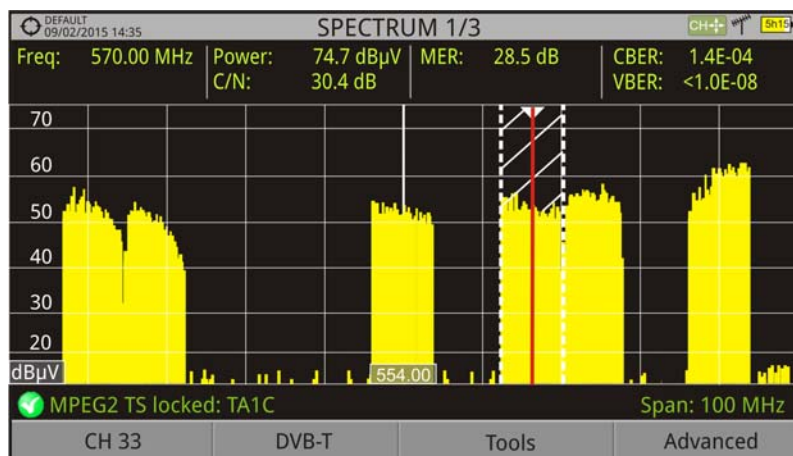 DEFAULT
09/02/2015 14:35
SPECTRUM 1/3
CH
5h15
Freq: 570.00 MHz
Power: 74.7 dBµV
C/N: 30.4 dB
MER: 28.5 dB
CBER: 1.4E-04
VBER: <1.0E-08
70
60
50
40
30
20
dBµV
554.00
MPEG2 TS locked: TA1C
Span: 100 MHz
CH 33
DVB-T
Tools
Advanced